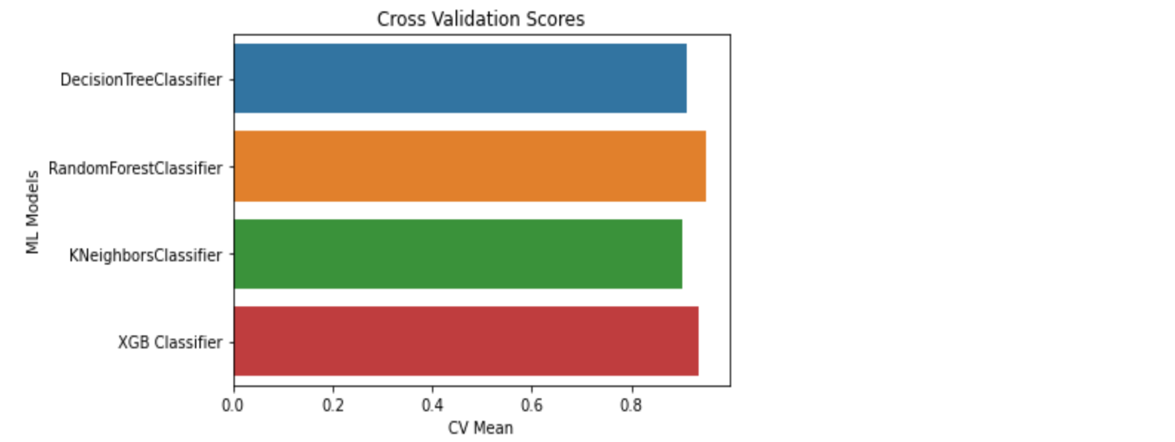 Cross Validation Scores
ML Models
DecisionTreeClassifier
RandomForestClassifier
KNeighborsClassifier
XGB Classifier
0.0 0.2 0.4 0.6 0.8
CV Mean